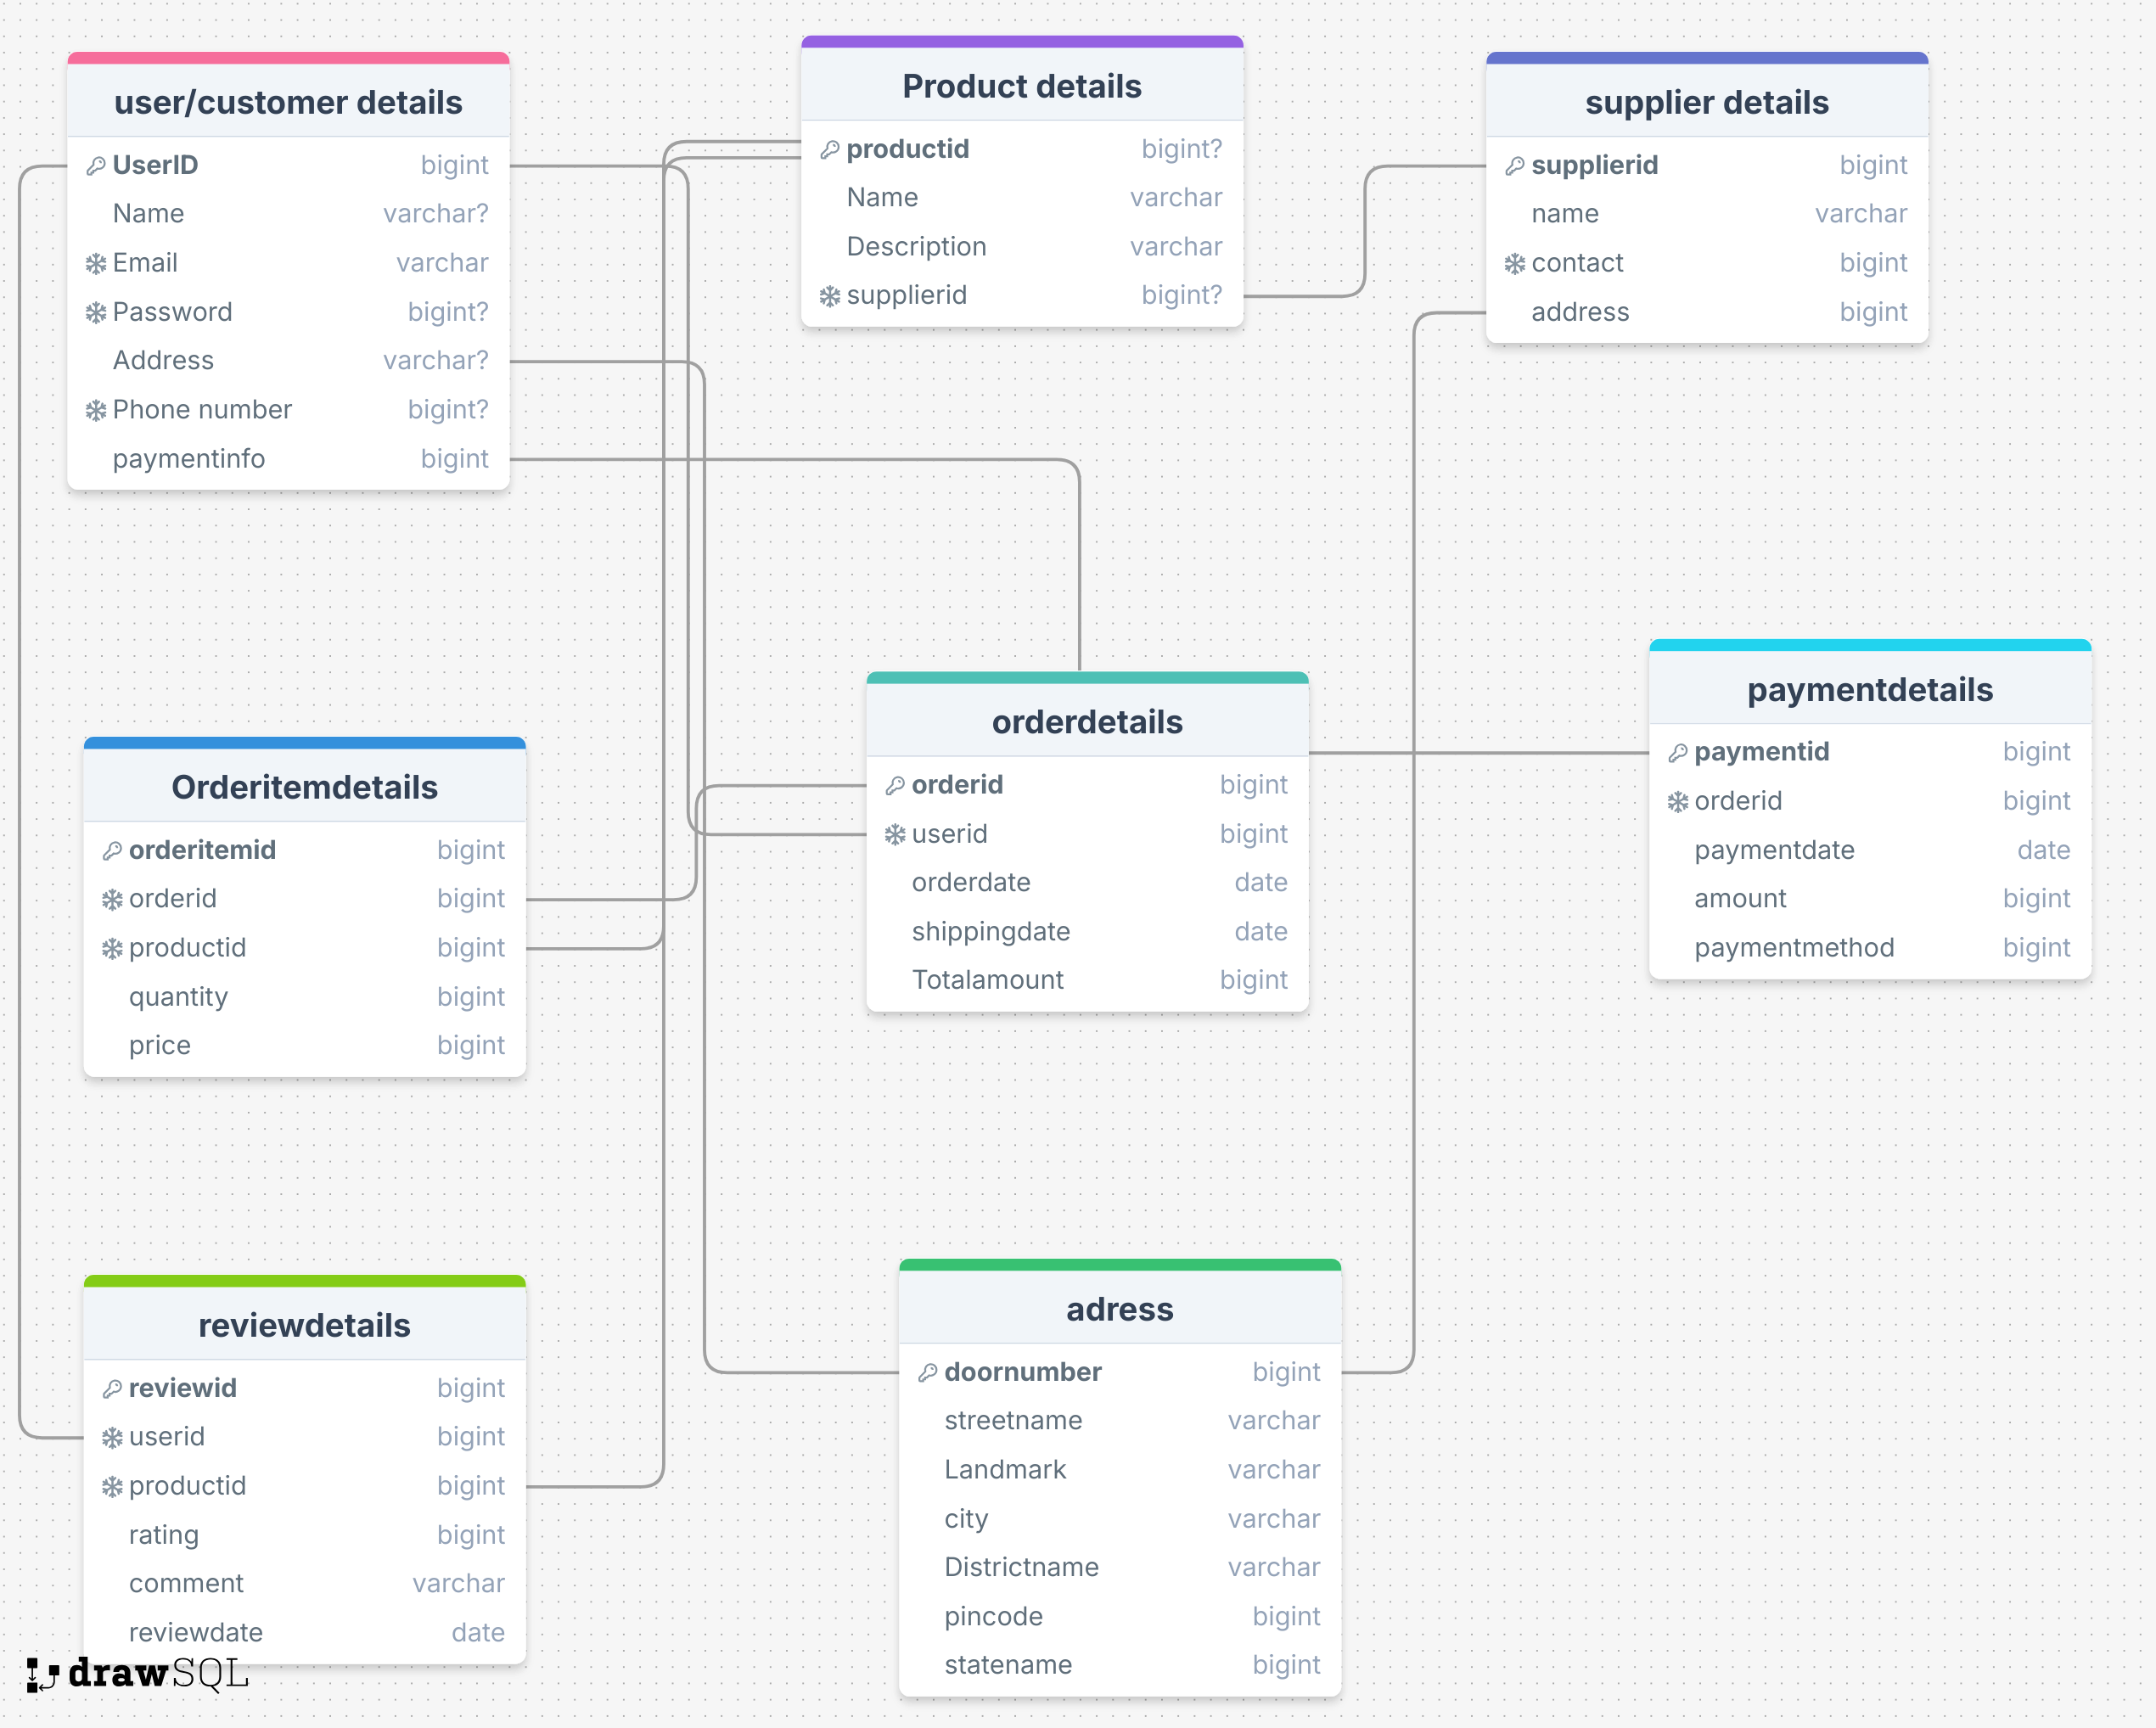 user/customer details
UserID bigint
Name varchar?
Email varchar
Password bigint?
Address varchar?
Phone number bigint?
paymentinfo bigint
Product details
productid bigint?
Name varchar
Description varchar
supplierid bigint?
supplier details
supplierid bigint
name varchar
contact bigint
address bigint
Orderitemdetails
orderitemid bigint
orderid bigint
productid bigint
quantity bigint
price bigint
orderdetails
orderid bigint
userid bigint
orderdate date
shippingdate date
Totalamount bigint
paymentdetails
paymentid bigint
orderid bigint
paymentdate date
amount bigint
paymentmethod bigint
reviewdetails
reviewid bigint
userid bigint
productid bigint
rating bigint
comment varchar
reviewdate date
adress
doornumber bigint
streetname varchar
Landmark varchar
city varchar
Districtname varchar
pincode bigint
statename bigint
drawSQL